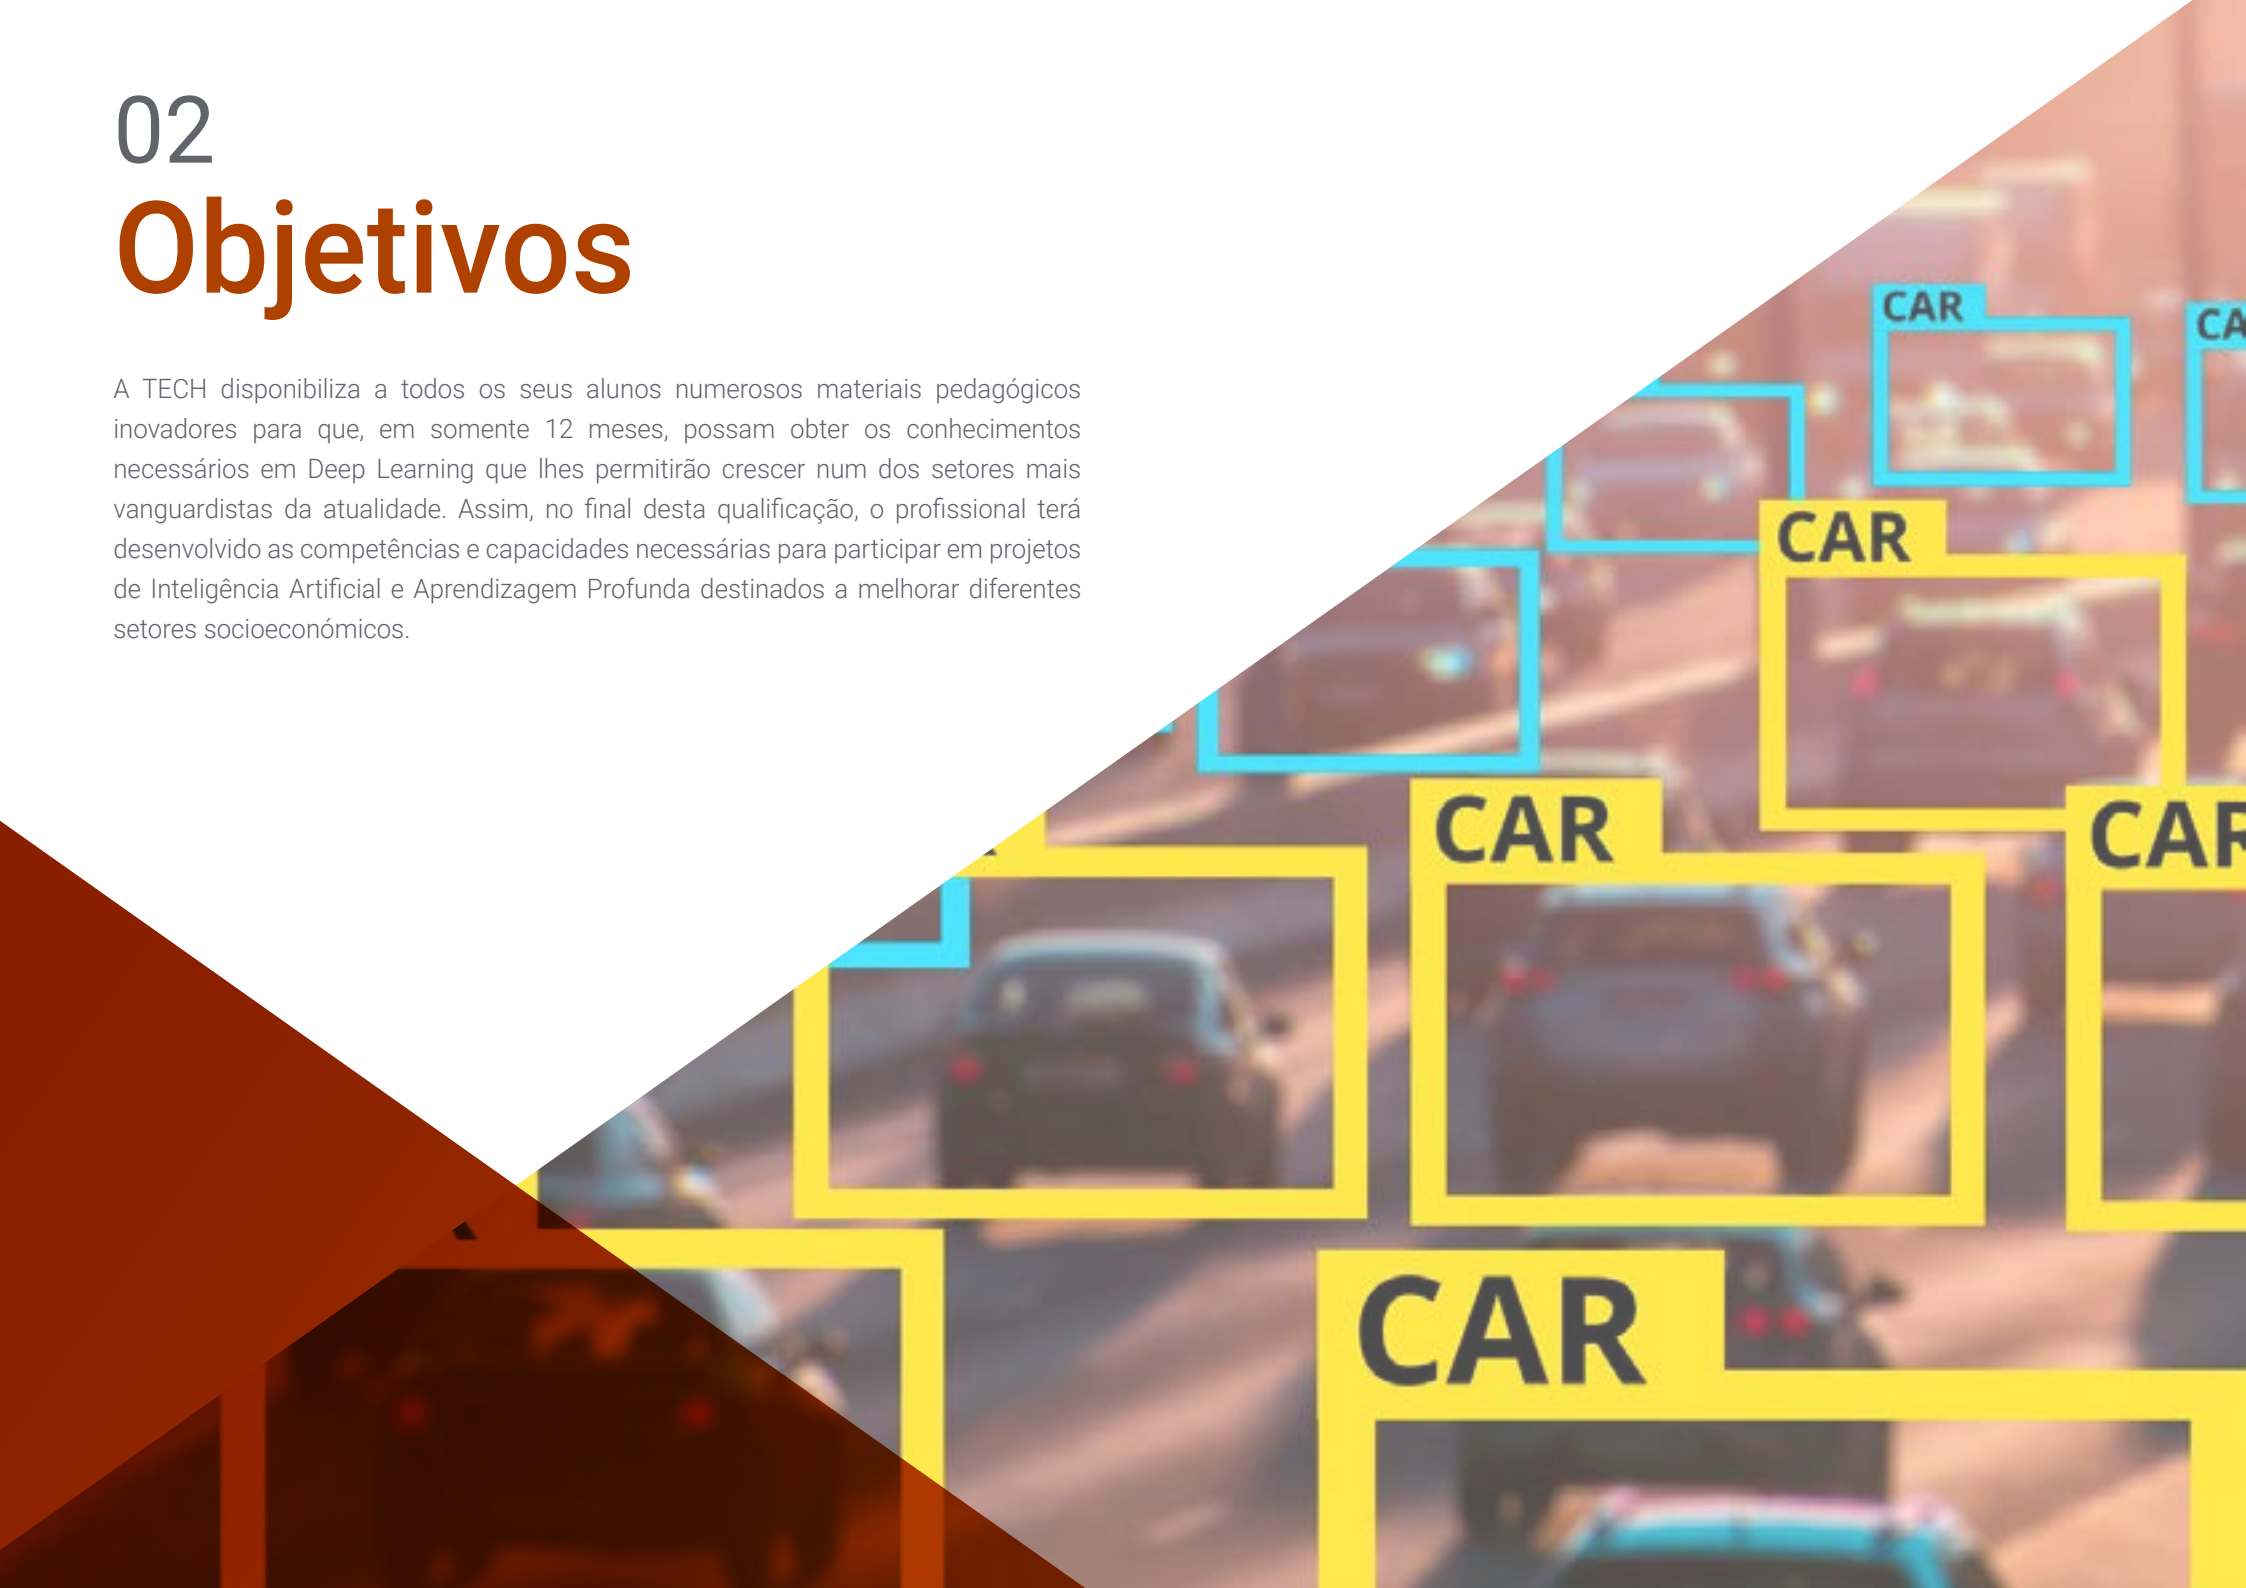 02
Objetivos
A TECH disponibiliza a todos os seus alunos numerosos materiais pedagógicos
inovadores para que, em somente 12 meses, possam obter os conhecimentos
necessários em Deep Learning que lhes permitirão crescer num dos setores mais
vanguardistas da atualidade. Assim, no final desta qualificação, o profissional terá
desenvolvido as competências e capacidades necessárias para participar em projetos
de Inteligência Artificial e Aprendizagem Profunda destinados a melhorar diferentes
setores socioeconómicos.
CAR
CA
CAR
CAR
CAR
CAR